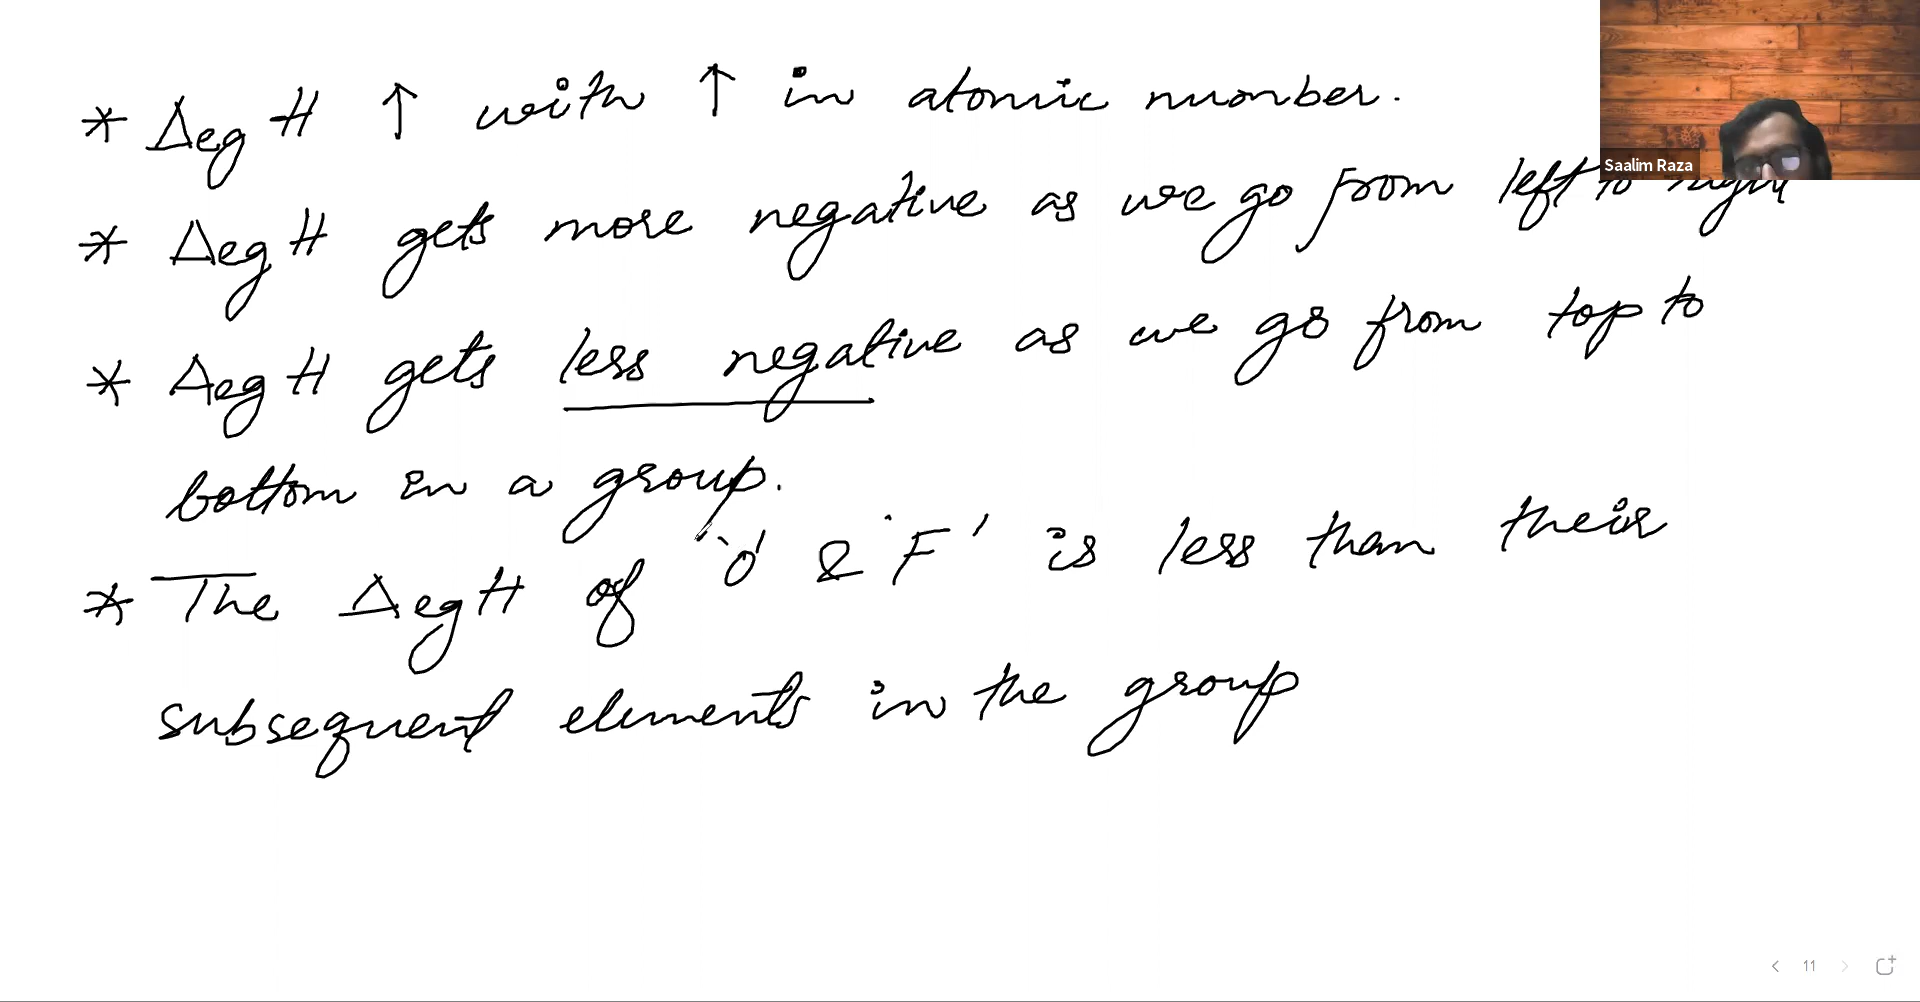 * ΔegH ↑ with ↑ in atomic number.
Saalim Raza
* ΔegH gets more negative as we go from left to right
* ΔegH gets less negative as we go from top to
bottom in a group.
* The ΔegH of 'O' & 'F' is less than their
subsequent elements in the group
11